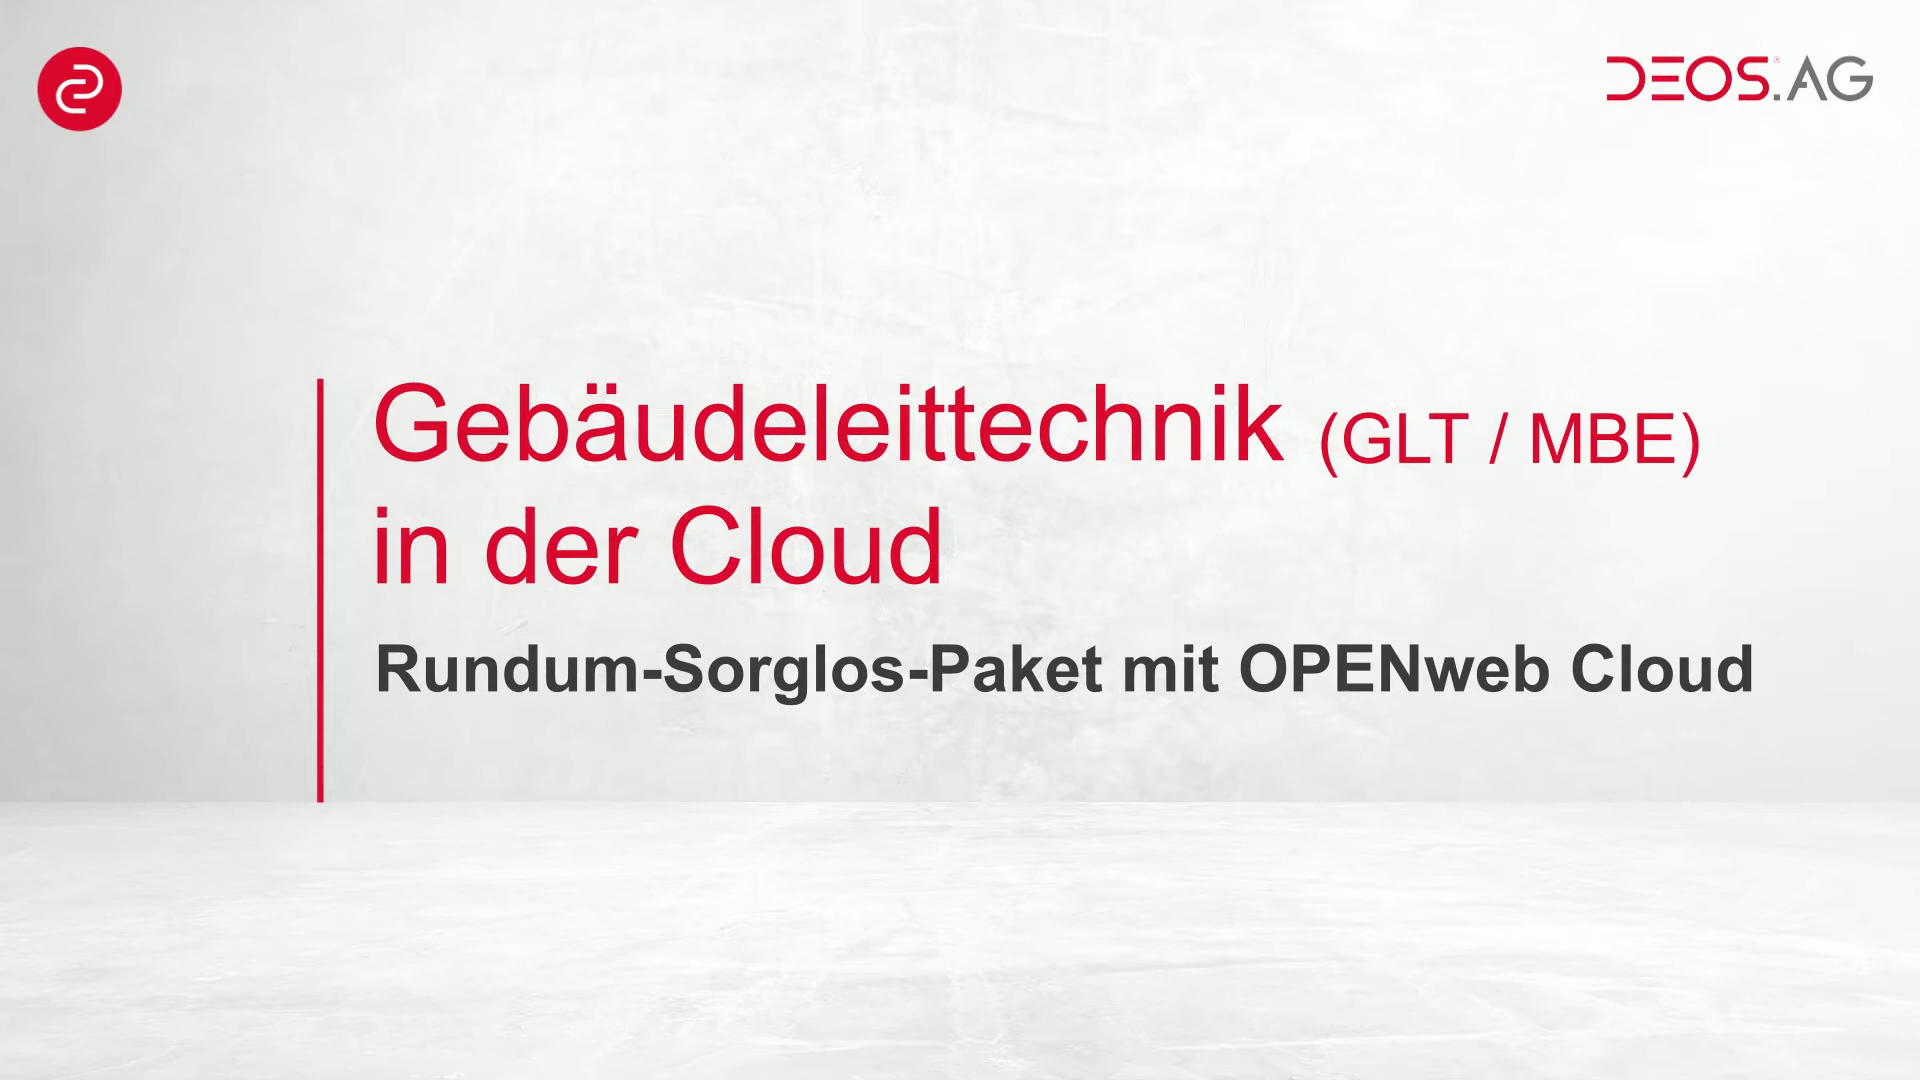 DEOS.AG
Gebäudeleittechnik (GLT / MBE)
in der Cloud
Rundum-Sorglos-Paket mit OPENweb Cloud